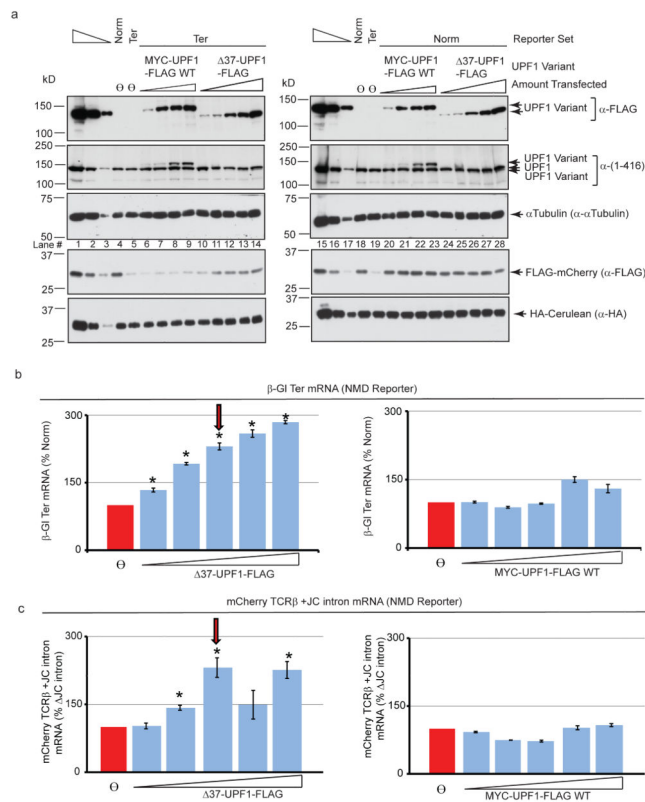 a
Norm
Ter
Ter
Norm
Ter
Norm
Reporter Set
MYC-UPF1
-FLAG WT
Δ37-UPF1
-FLAG
MYC-UPF1
-FLAG WT
Δ37-UPF1
-FLAG
UPF1 Variant
kD
Θ Θ
kD
Θ Θ
Amount Transfected
150
100
150
100
UPF1 Variant
α-FLAG
250
150
100
250
150
100
UPF1 Variant
UPF1
UPF1 Variant
α-(1-416)
75
50
75
50
αTubulin (α-αTubulin)
Lane # 1 2 3 4 5 6 7 8 9 10 11 12 13 14
15 16 17 18 19 20 21 22 23 24 25 26 27 28
37
25
37
25
FLAG-mCherry (α-FLAG)
37
25
37
25
HA-Cerulean (α-HA)
b
β-Gl Ter mRNA (NMD Reporter)
β-Gl Ter mRNA (% Norm)
300
150
0
* * * * *
Θ
Δ37-UPF1-FLAG
β-Gl Ter mRNA (% Norm)
300
150
0
Θ
MYC-UPF1-FLAG WT
c
mCherry TCRβ +JC intron mRNA (NMD Reporter)
mCherry TCRβ +JC intron
mRNA (% ΔJC intron)
300
150
0
* * *
Θ
Δ37-UPF1-FLAG
mCherry TCRβ +JC intron
mRNA (% ΔJC intron)
300
150
0
Θ
MYC-UPF1-FLAG WT